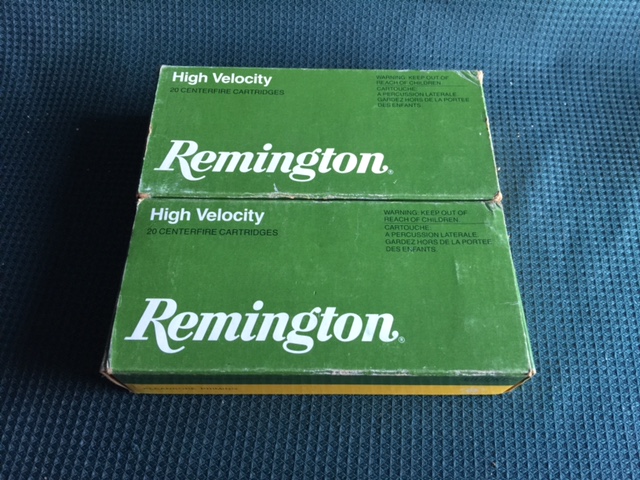 High Velocity
20 CENTERFIRE CARTRIDGES
WARNING: KEEP OUT OF
REACH OF CHILDREN
CARTOUCHE:
A PERCUSSION LATERALE.
GARDEZ HORS DE LA PORTEE
DES ENFANTS.
Remington®
High Velocity
20 CENTERFIRE CARTRIDGES
WARNING: KEEP OUT OF
REACH OF CHILDREN
CARTOUCHE:
A PERCUSSION LATERALE.
GARDEZ HORS DE LA PORTEE
DES ENFANTS.
Remington®